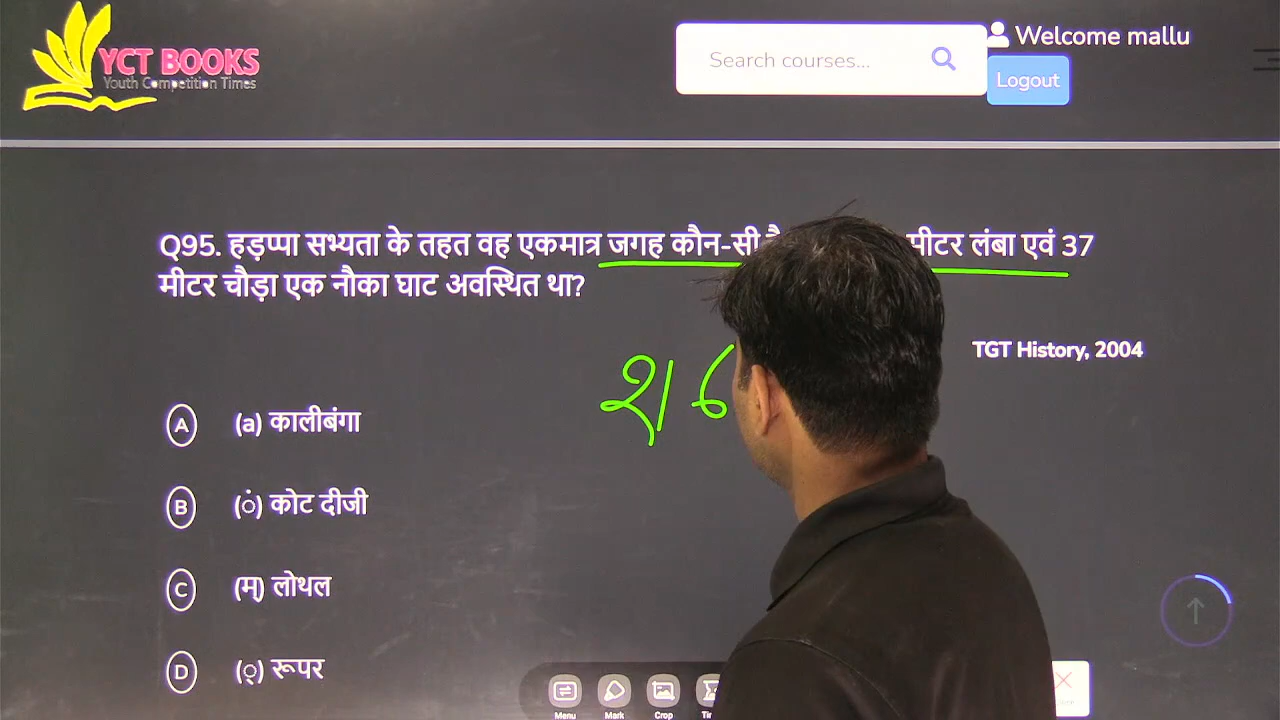 YCT BOOKS
Youth Competition Times
Search courses...
Welcome mallu
Logout
Q95. हड़प्पा सभ्यता के तहत वह एकमात्र जगह कौन-सी मीटर लंबा एवं 37
मीटर चौड़ा एक नौका घाट अवस्थित था?
TGT History, 2004
A (a) कालीबंगा
B (ं) कोट दीजी
C (म्) लोथल
D (्) रूपर
Menu
Mark
Crop